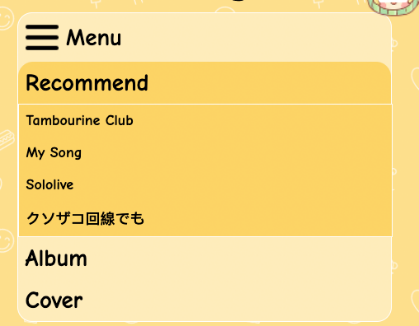 Menu
Recommend
Tambourine Club
My Song
Sololive
クソザコ回線でも
Album
Cover